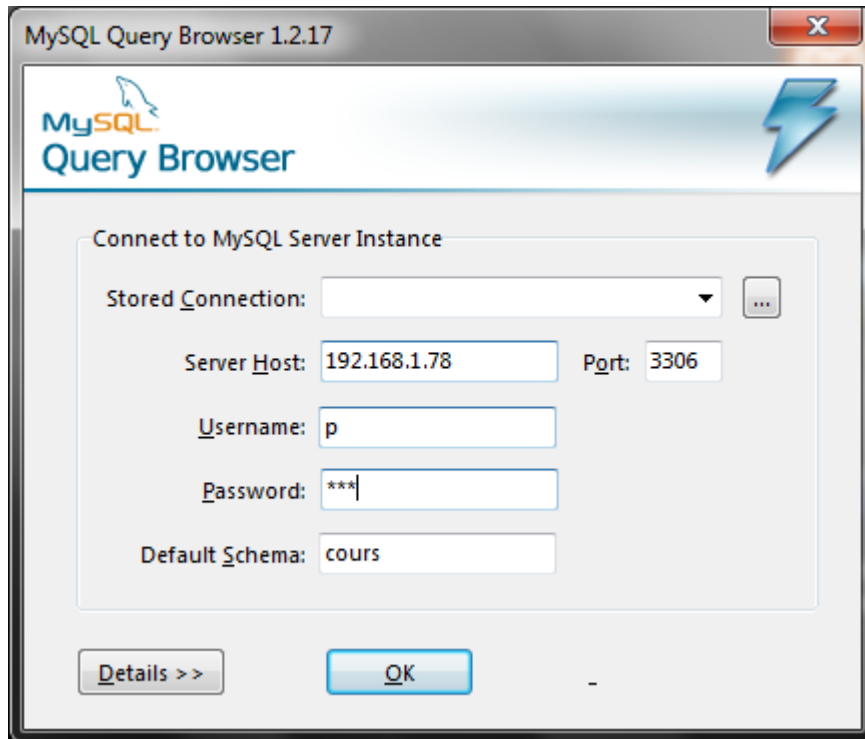 MySQL Query Browser 1.2.17
MySQL
Query Browser
Connect to MySQL Server Instance
Stored Connection: ...
Server Host: 192.168.1.78 Port: 3306
Username: p
Password: ***
Default Schema: cours
Details >> OK -